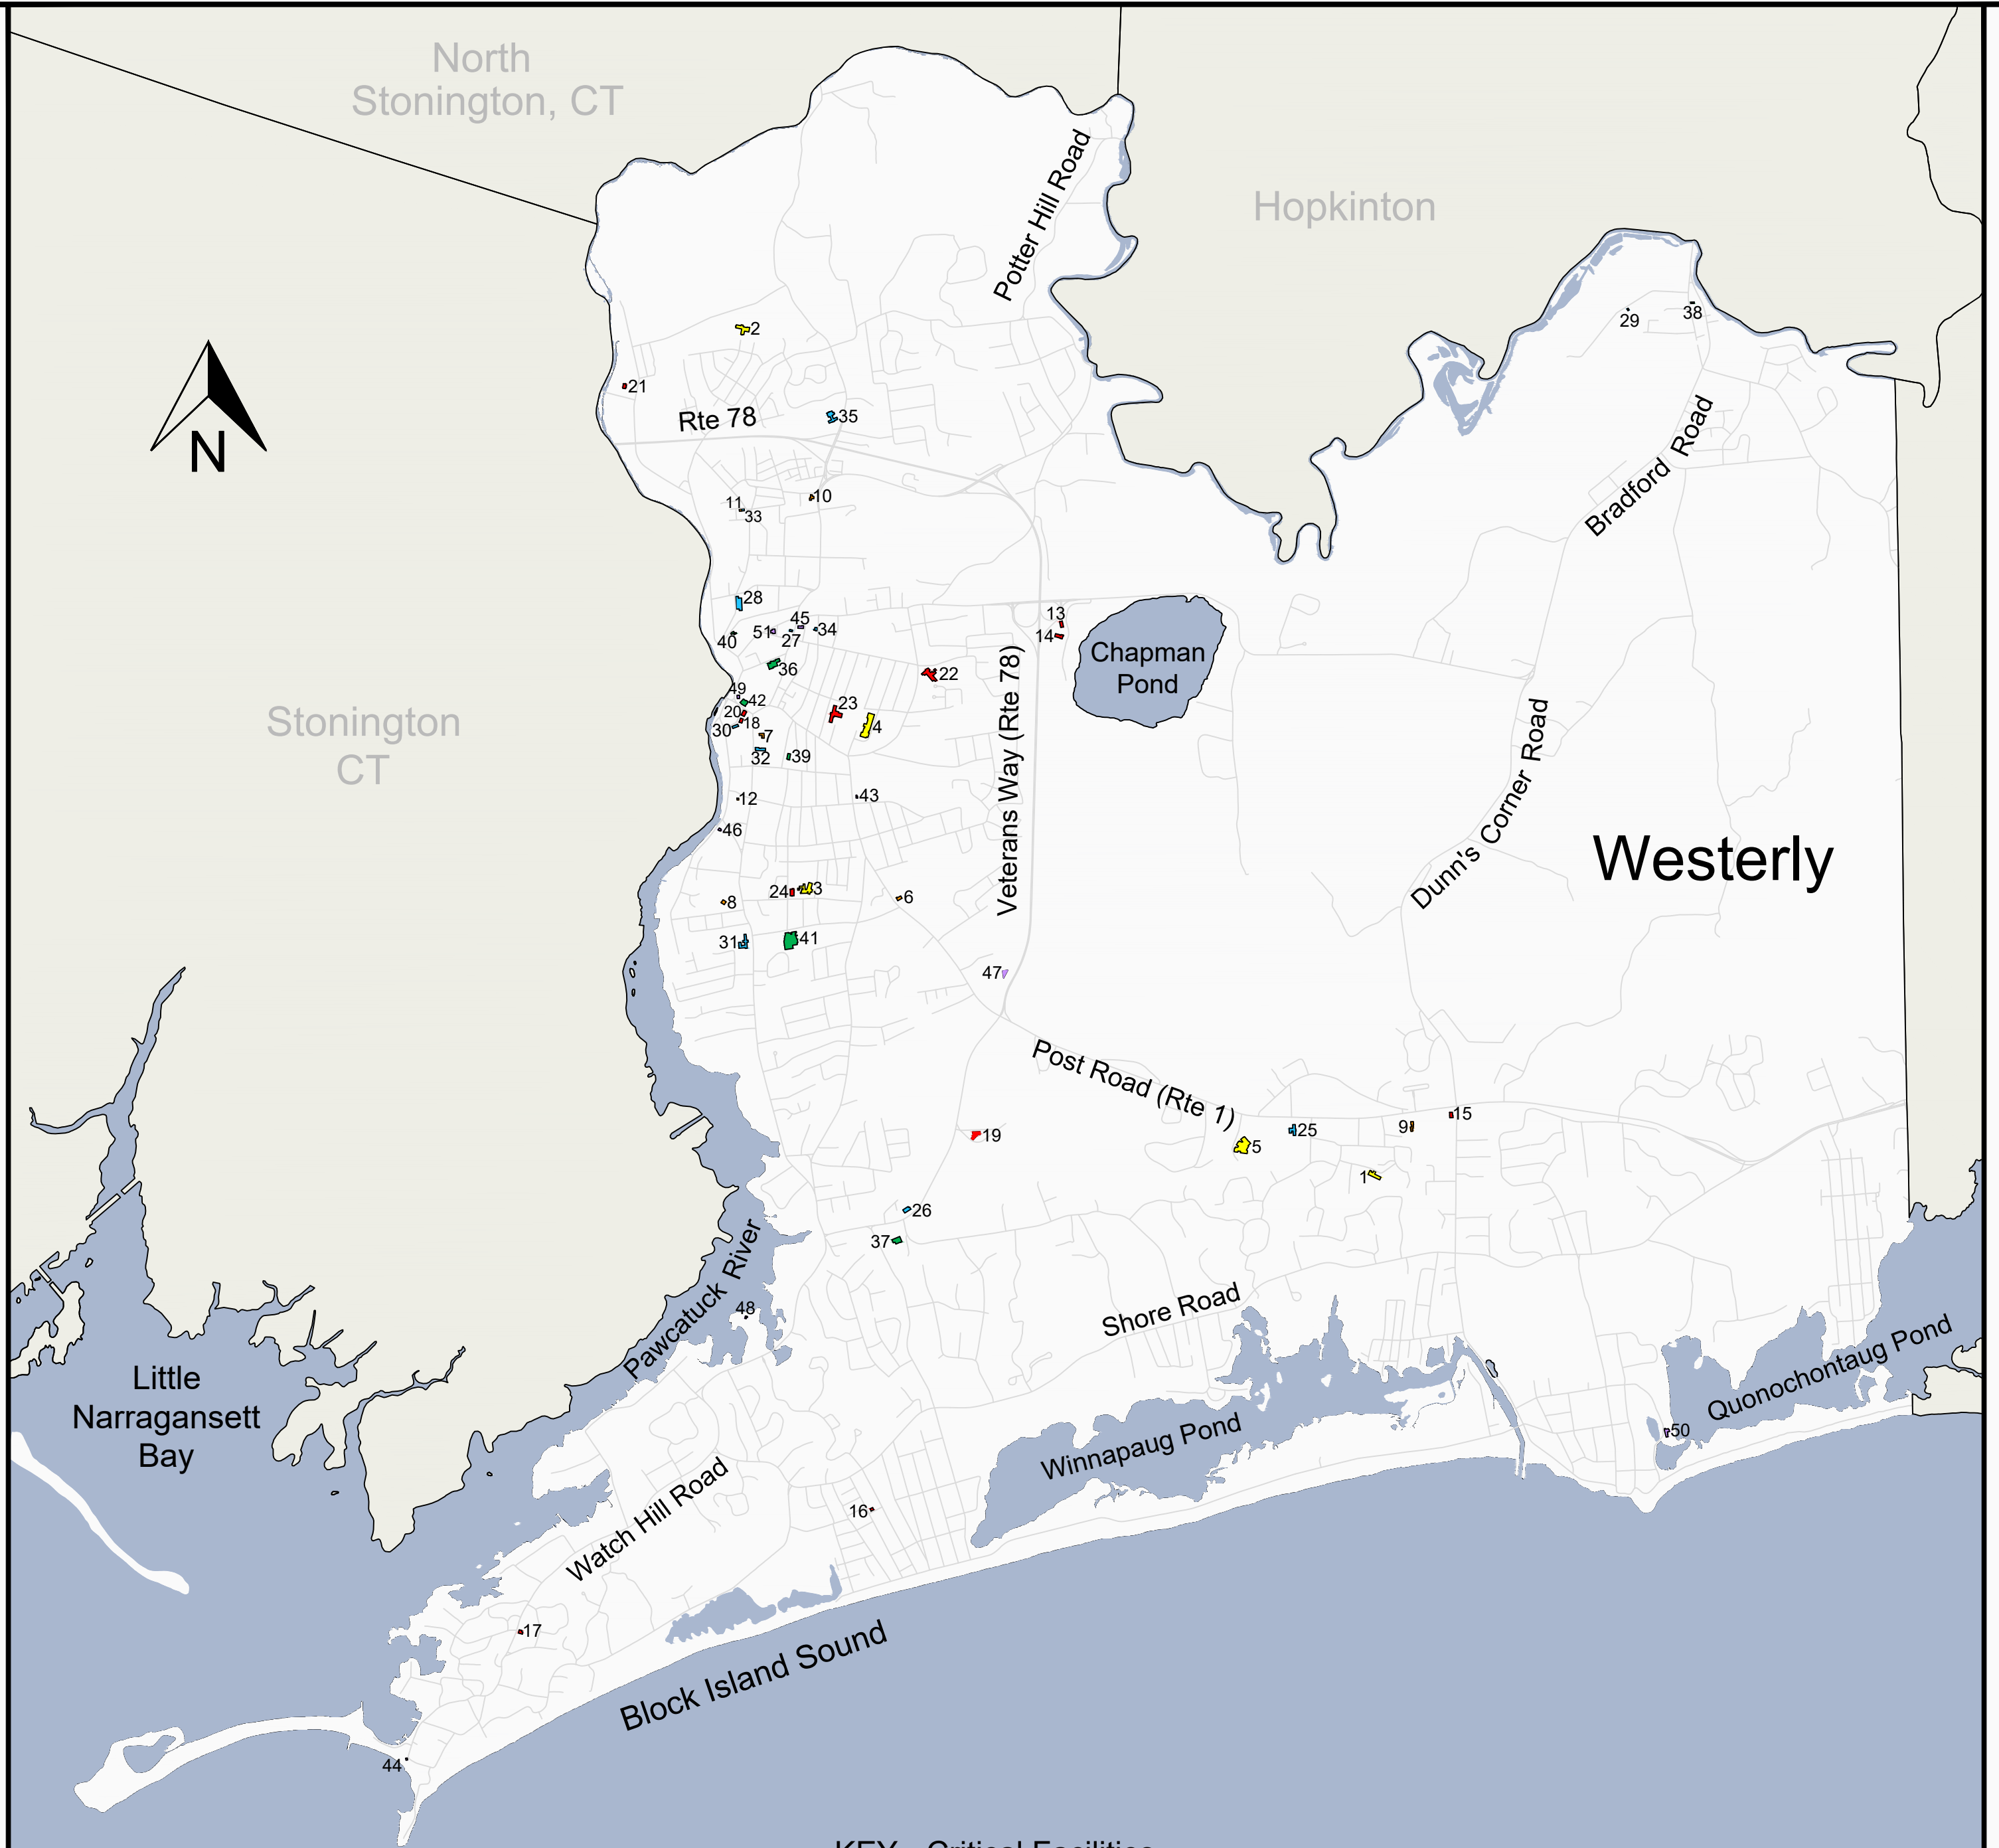 North
Stonington, CT
Hopkinton
Potter Hill Road
29
38
2
21
Rte 78
35
N
Bradford Road
10
11
33
28
45
51
27
34
40
13
14
Chapman
Pond
36
22
49
42
20
18
30
23
4
7
32
39
Stonington
CT
Veterans Way (Rte 78)
Dunn's Corner Road
12
43
46
Westerly
24
3
8
6
31
41
47
Post Road (Rte 1)
15
9
19
5
25
1
26
37
Pawcatuck River
48
Shore Road
Little
Narragansett
Bay
Quonochontaug Pond
Winnapaug Pond
50
Watch Hill Road
16
17
Block Island Sound
44
KEY - Critical Facilities